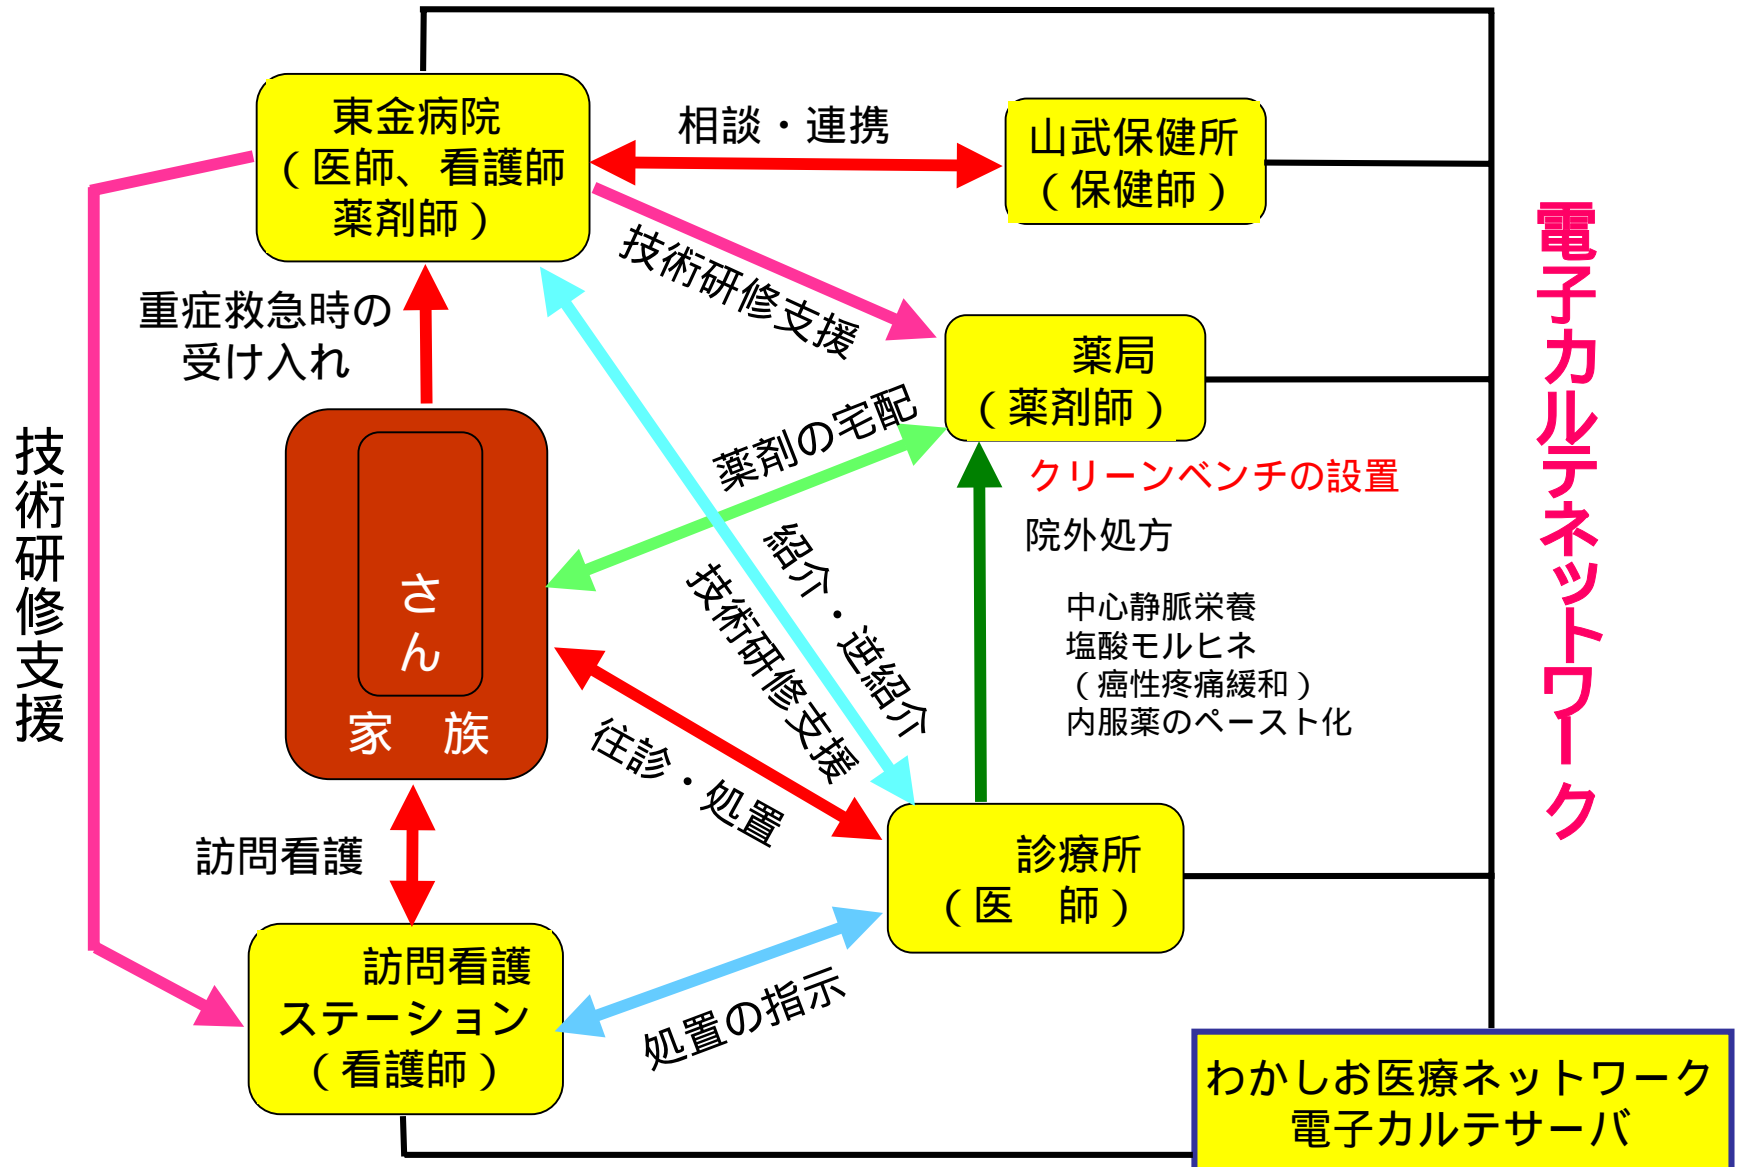 東金病院
（医師、看護師
薬剤師）
相談・連携
山武保健所
（保健師）
技術研修支援
重症救急時の
受け入れ
薬局
（薬剤師）
薬剤の宅配
クリーンベンチの設置
院外処方
中心静脈栄養
塩酸モルヒネ
（癌性疼痛緩和）
内服薬のペースト化
紹介・逆紹介
技術研修支援
さん
家　族
往診・処置
技術研修支援
訪問看護
診療所
（医　師）
訪問看護
ステーション
（看護師）
処置の指示
電子カルテネットワーク
わかしお医療ネットワーク
電子カルテサーバ